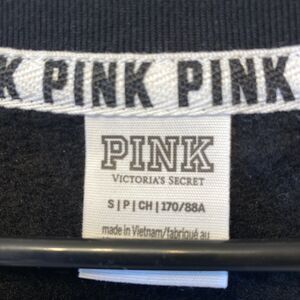 K PINK PINK
PINK
VICTORIA'S SECRET
S | P | CH | 170/88A
made in Vietnam/fabriqué au